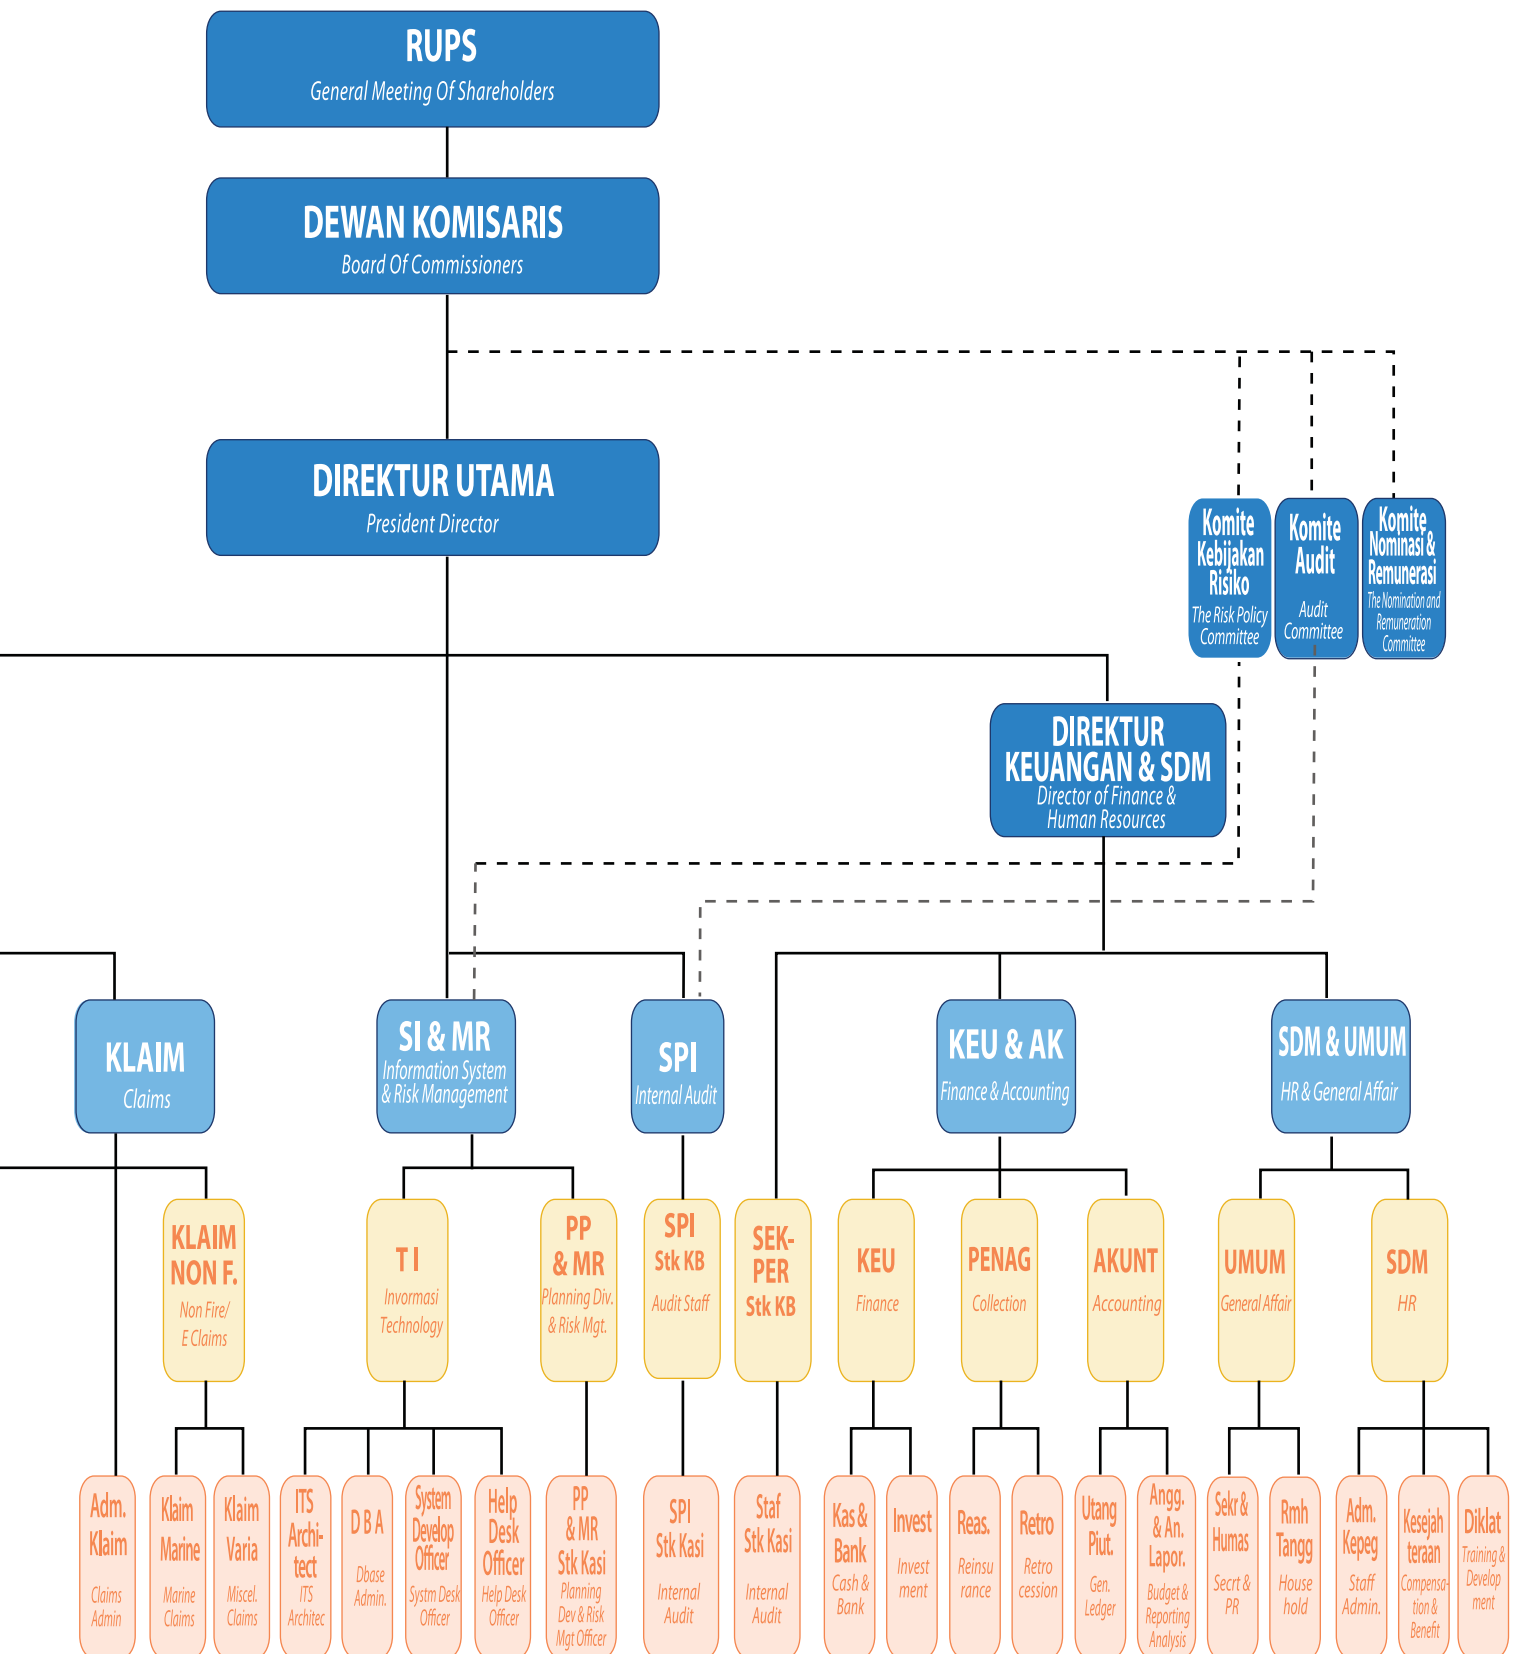 RUPS
General Meeting Of Shareholders
DEWAN KOMISARIS
Board Of Commissioners
DIREKTUR UTAMA
President Director
Komite
Kebijakan
Risiko
The Risk Policy
Committee
Komite
Audit
Audit
Committee
Komite
Nominasi &
Remunerasi
The Nomination and
Remuneration
Committee
DIREKTUR
KEUANGAN & SDM
Director of Finance &
Human Resources
KLAIM
Claims
SI & MR
Information System
& Risk Management
SPI
Internal Audit
KEU & AK
Finance & Accounting
SDM & UMUM
HR & General Affair
KLAIM
NON F.
Non Fire/
E Claims
T I
Invormasi
Technology
PP
& MR
Planning Div.
& Risk Mgt.
SPI
Stk KB
Audit Staff
SEK-
PER
Stk KB
KEU
Finance
PENAG
Collection
AKUNT
Accounting
UMUM
General Affair
SDM
HR
Adm.
Klaim
Claims
Admin
Klaim
Marine
Marine
Claims
Klaim
Varia
Miscel.
Claims
ITS
Archi-
tect
ITS
Architec
D B A
Dbase
Admin.
System
Develop
Officer
Systm Desk
Officer
Help
Desk
Officer
Help Desk
Officer
PP
& MR
Stk Kasi
Planning
Dev & Risk
Mgt Officer
SPI
Stk Kasi
Internal
Audit
Staf
Stk Kasi
Internal
Audit
Kas &
Bank
Cash &
Bank
Invest
Invest
ment
Reas.
Reinsu
rance
Retro
Retro
cession
Utang
Piut.
Gen.
Ledger
Angg.
& An.
Lapor.
Budget &
Reporting
Analysis
Sekr &
Humas
Secrt &
PR
Rmh
Tangg
House
hold
Adm.
Kepeg
Staff
Admin.
Kesejah
teraan
Compensa-
tion &
Benefit
Diklat
Training &
Develop
ment